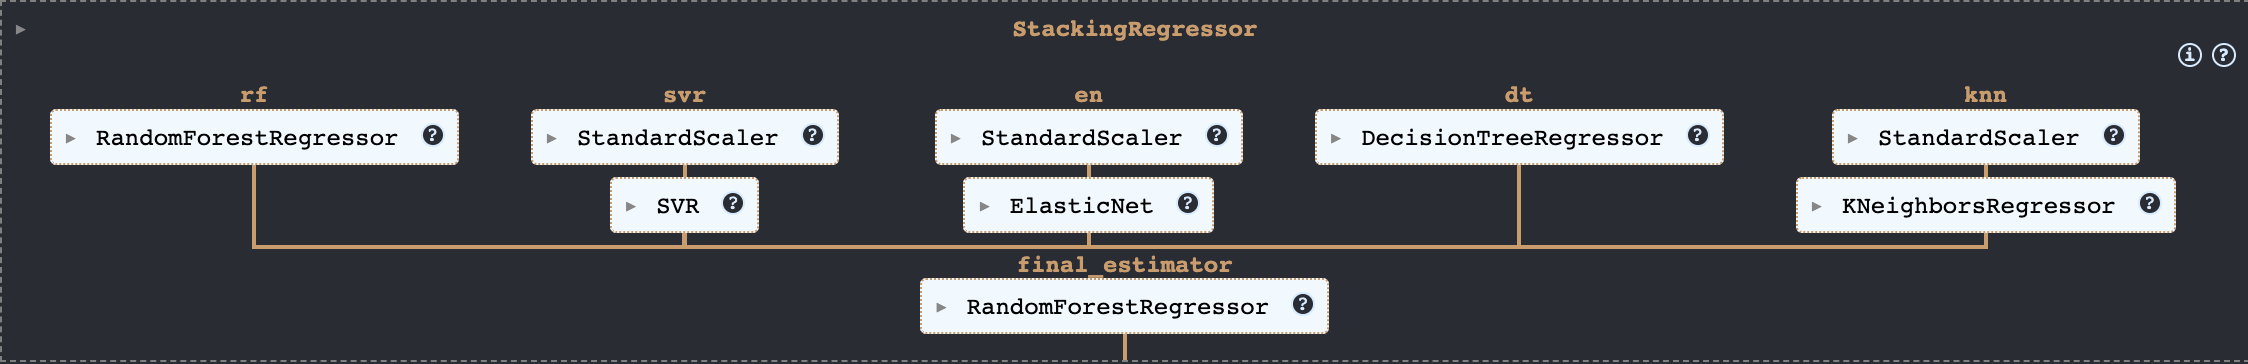 StackingRegressor
rf
svr
en
dt
knn
RandomForestRegressor
StandardScaler
StandardScaler
DecisionTreeRegressor
StandardScaler
SVR
ElasticNet
KNeighborsRegressor
final_estimator
RandomForestRegressor